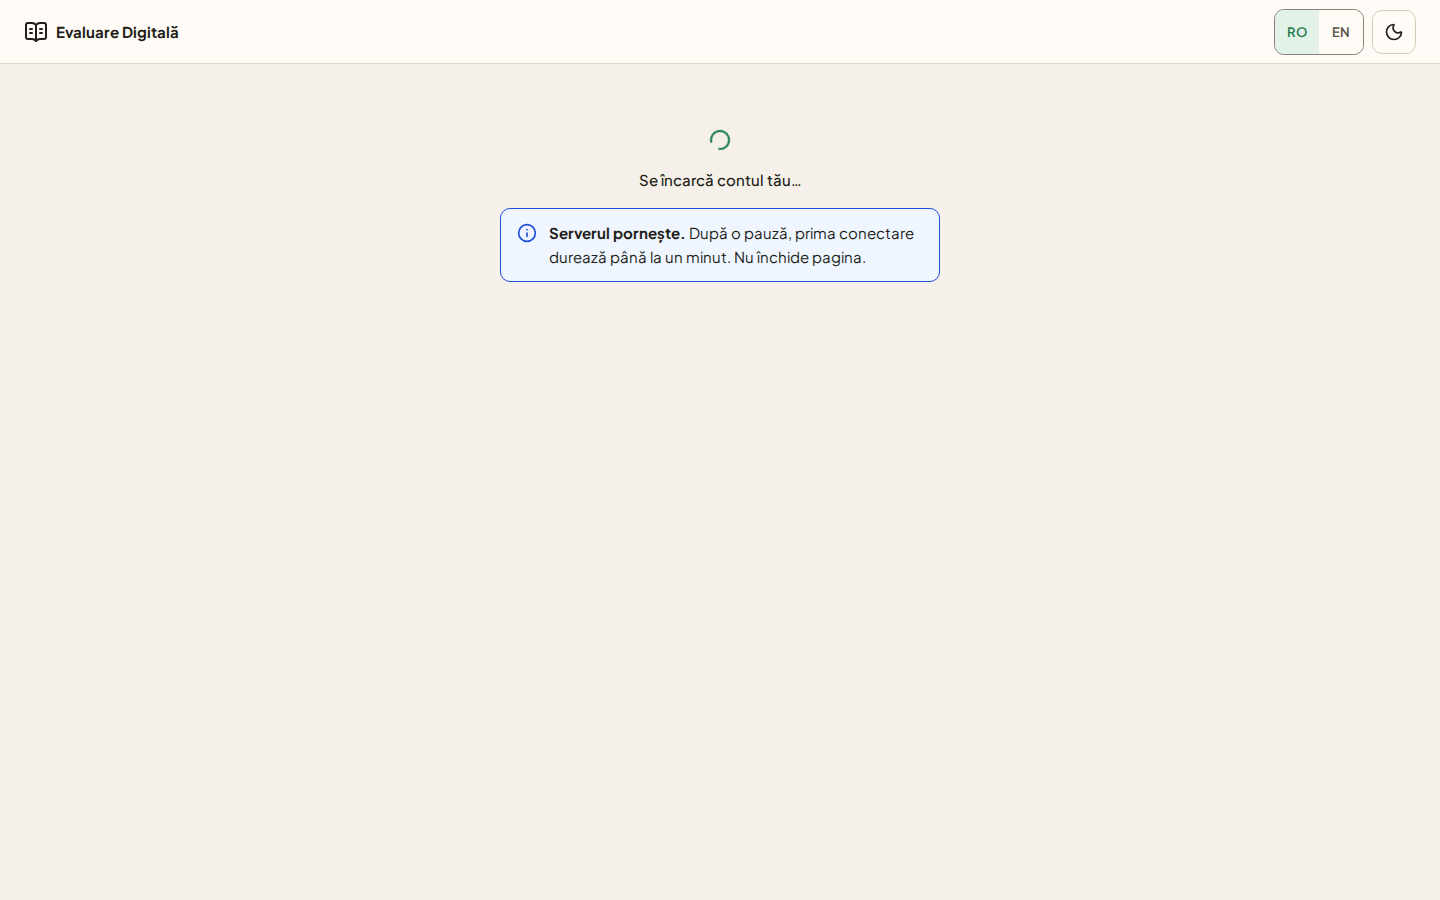 Evaluare Digitală
RO
EN
Se încarcă contul tău…
Serverul pornește. După o pauză, prima conectare
durează până la un minut. Nu închide pagina.